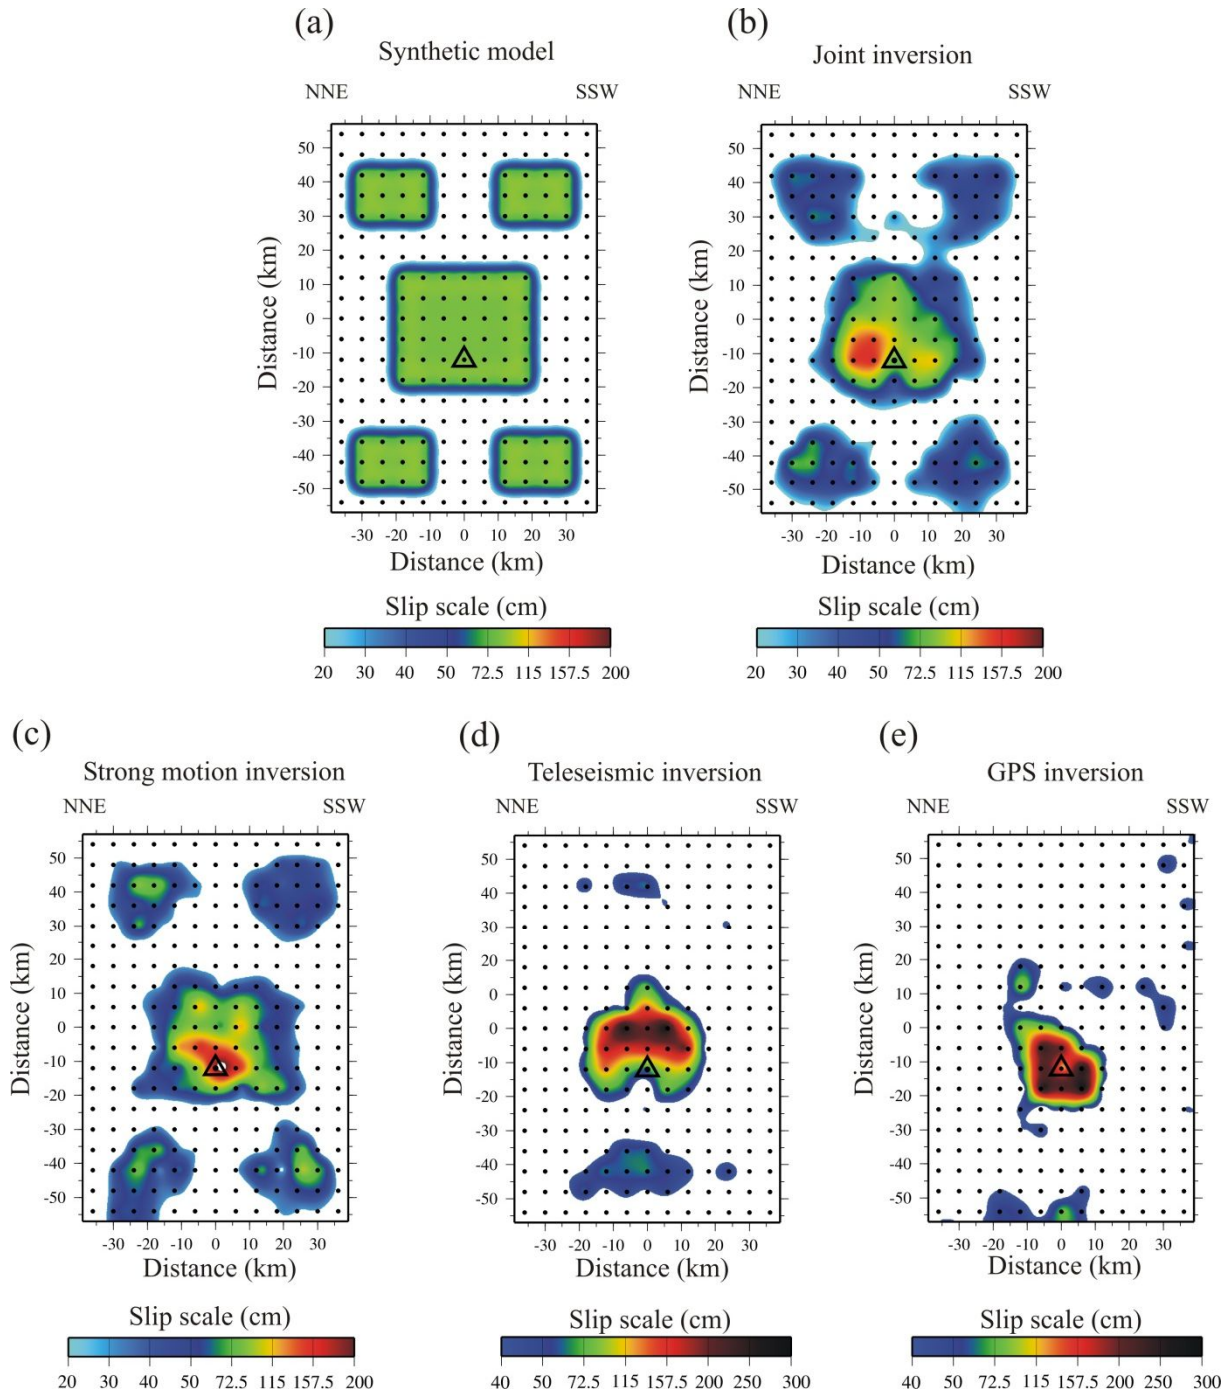 (a)
Synthetic model
NNE SSW
50
40
30
20
10
0
-10
-20
-30
-40
-50
Distance (km)
-30 -20 -10 0 10 20 30
Distance (km)
Slip scale (cm)
20 30 40 50 72.5 115 157.5 200
(b)
Joint inversion
NNE SSW
50
40
30
20
10
0
-10
-20
-30
-40
-50
Distance (km)
-30 -20 -10 0 10 20 30
Distance (km)
Slip scale (cm)
20 30 40 50 72.5 115 157.5 200
(c)
Strong motion inversion
NNE SSW
50
40
30
20
10
0
-10
-20
-30
-40
-50
Distance (km)
-30 -20 -10 0 10 20 30
Distance (km)
Slip scale (cm)
20 30 40 50 72.5 115 157.5 200
(d)
Teleseismic inversion
NNE SSW
50
40
30
20
10
0
-10
-20
-30
-40
-50
Distance (km)
-30 -20 -10 0 10 20 30
Distance (km)
Slip scale (cm)
40 50 72.5 115 157.5 200 250 300
(e)
GPS inversion
NNE SSW
50
40
30
20
10
0
-10
-20
-30
-40
-50
Distance (km)
-30 -20 -10 0 10 20 30
Distance (km)
Slip scale (cm)
40 50 72.5 115 157.5 200 250 300